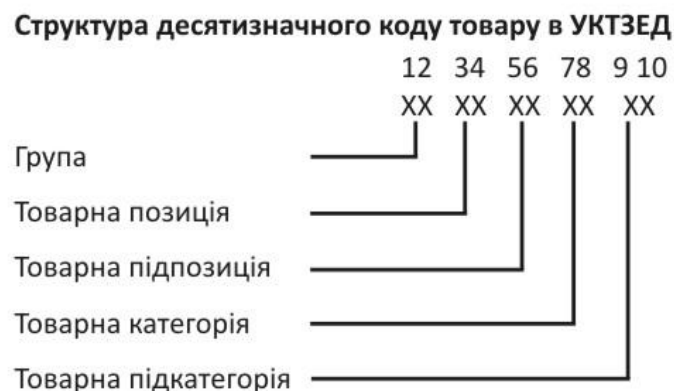 Структура десятизначного коду товару в УКТЗЕД
12 34 56 78 9 10
XX XX XX XX XX
Група
Товарна позиція
Товарна підпозиція
Товарна категорія
Товарна підкатегорія